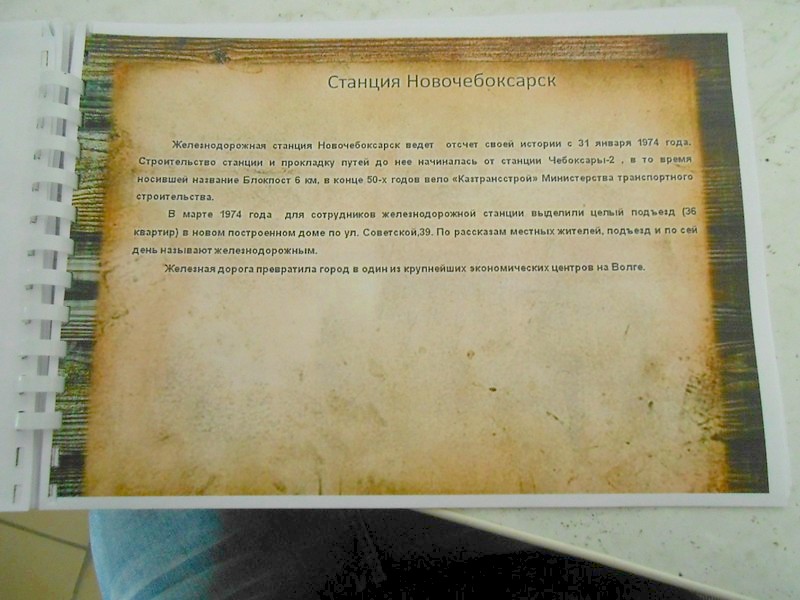 Станция Новочебоксарск
Железнодорожная станция Новочебоксарск ведет отсчет своей истории с 31 января 1974 года.
Строительство станции и прокладку путей до нее начиналась от станции Чебоксары-2 , в то время
носившей название Блокпост 6 км, в конце 50-х годов вело «Казтрансстрой» Министерства транспортного
строительства.
В марте 1974 года для сотрудников железнодорожной станции выделили целый подъезд (36
квартир) в новом построенном доме по ул. Советской,39. По рассказам местных жителей, подъезд и по сей
день называют железнодорожным.
Железная дорога превратила город в один из крупнейших экономических центров на Волге.